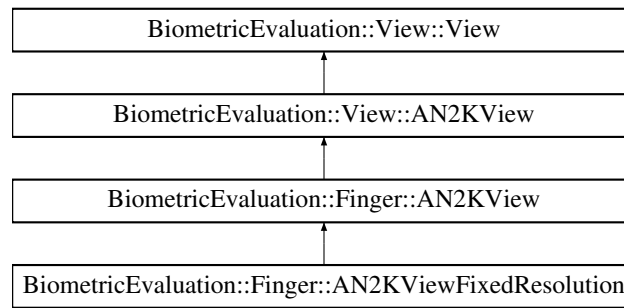 BiometricEvaluation::View::View
BiometricEvaluation::View::AN2KView
BiometricEvaluation::Finger::AN2KView
BiometricEvaluation::Finger::AN2KViewFixedResolution